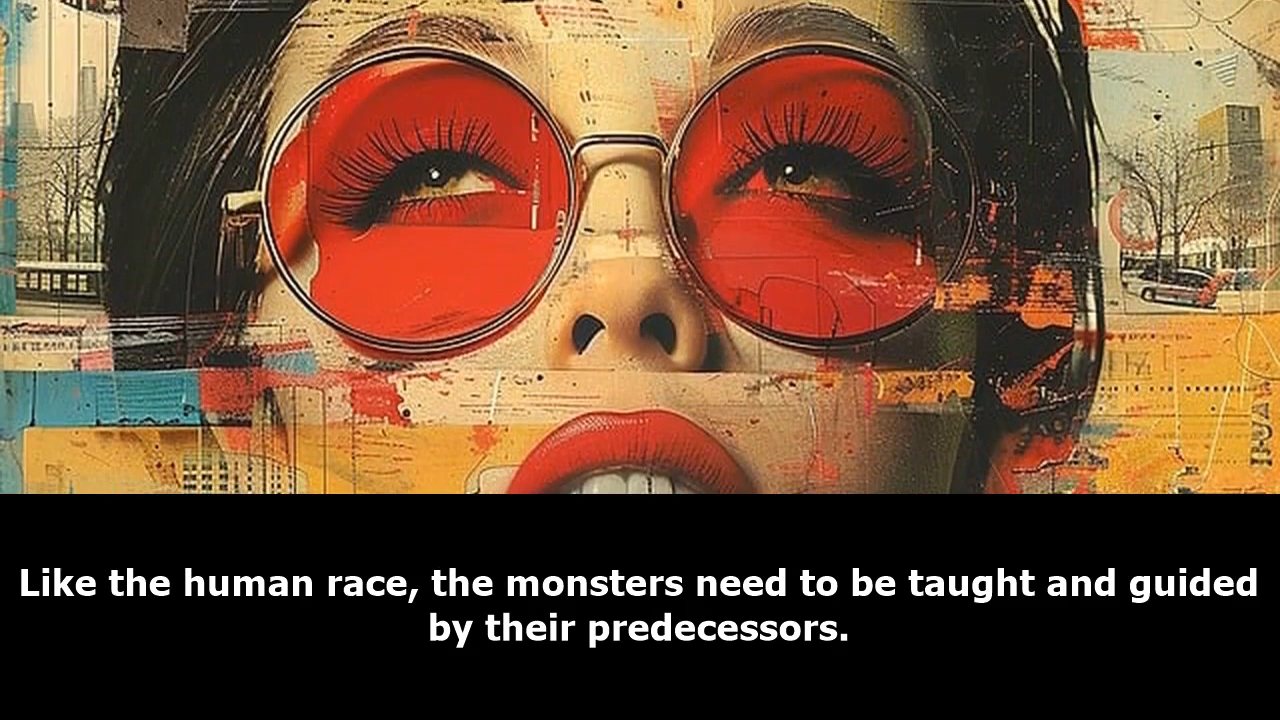 Like the human race, the monsters need to be taught and guided
by their predecessors.